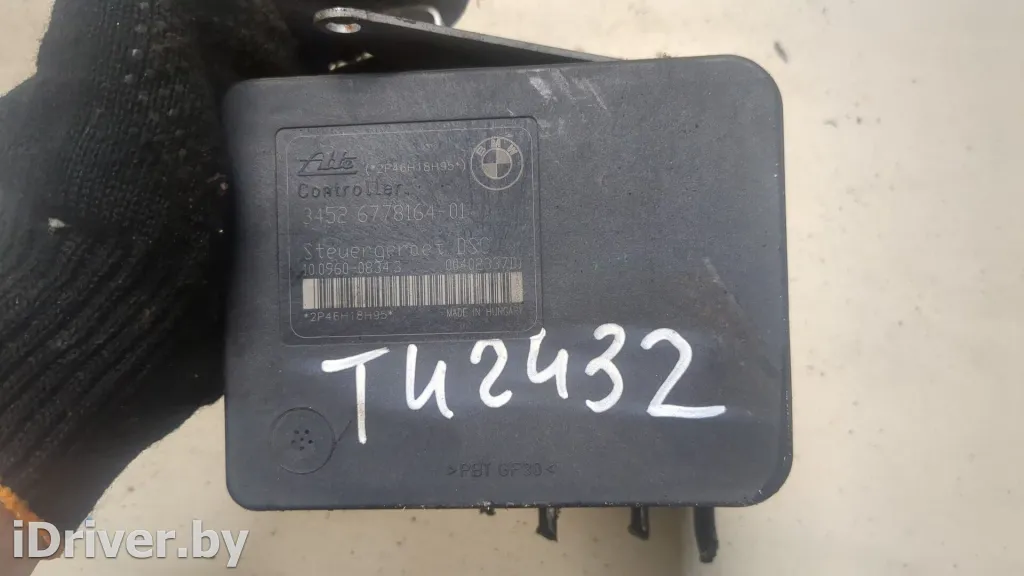 Ate (*2P46H18H95*)
BMW
Controller
3452 6778164-01
Steuergeraet DSC
10.0960-0834.3
*2P46H18H95* MADE IN HUNGARY
TU2432
>PBT GF30<
iDriver.by